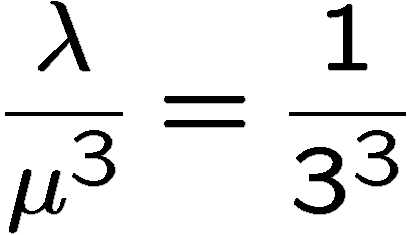 λ/μ³ = 1/3³